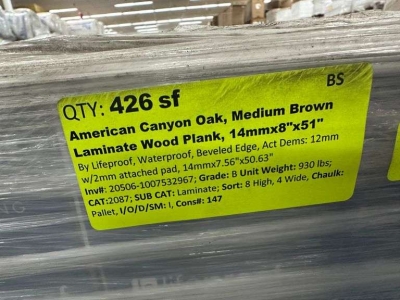 BS
QTY: 426 sf
American Canyon Oak, Medium Brown
Laminate Wood Plank, 14mmx8"x51"
By Lifeproof, Waterproof, Beveled Edge, Act Dems: 12mm
w/2mm attached pad, 14mmx7.56"x50.63"
Inv#: 20506-1007532967; Grade: B Unit Weight: 930 lbs;
CAT:2087; SUB CAT: Laminate; Sort: 8 High, 4 Wide, Chaulk:
Pallet, I/O/D/SM: I, Cons#: 147